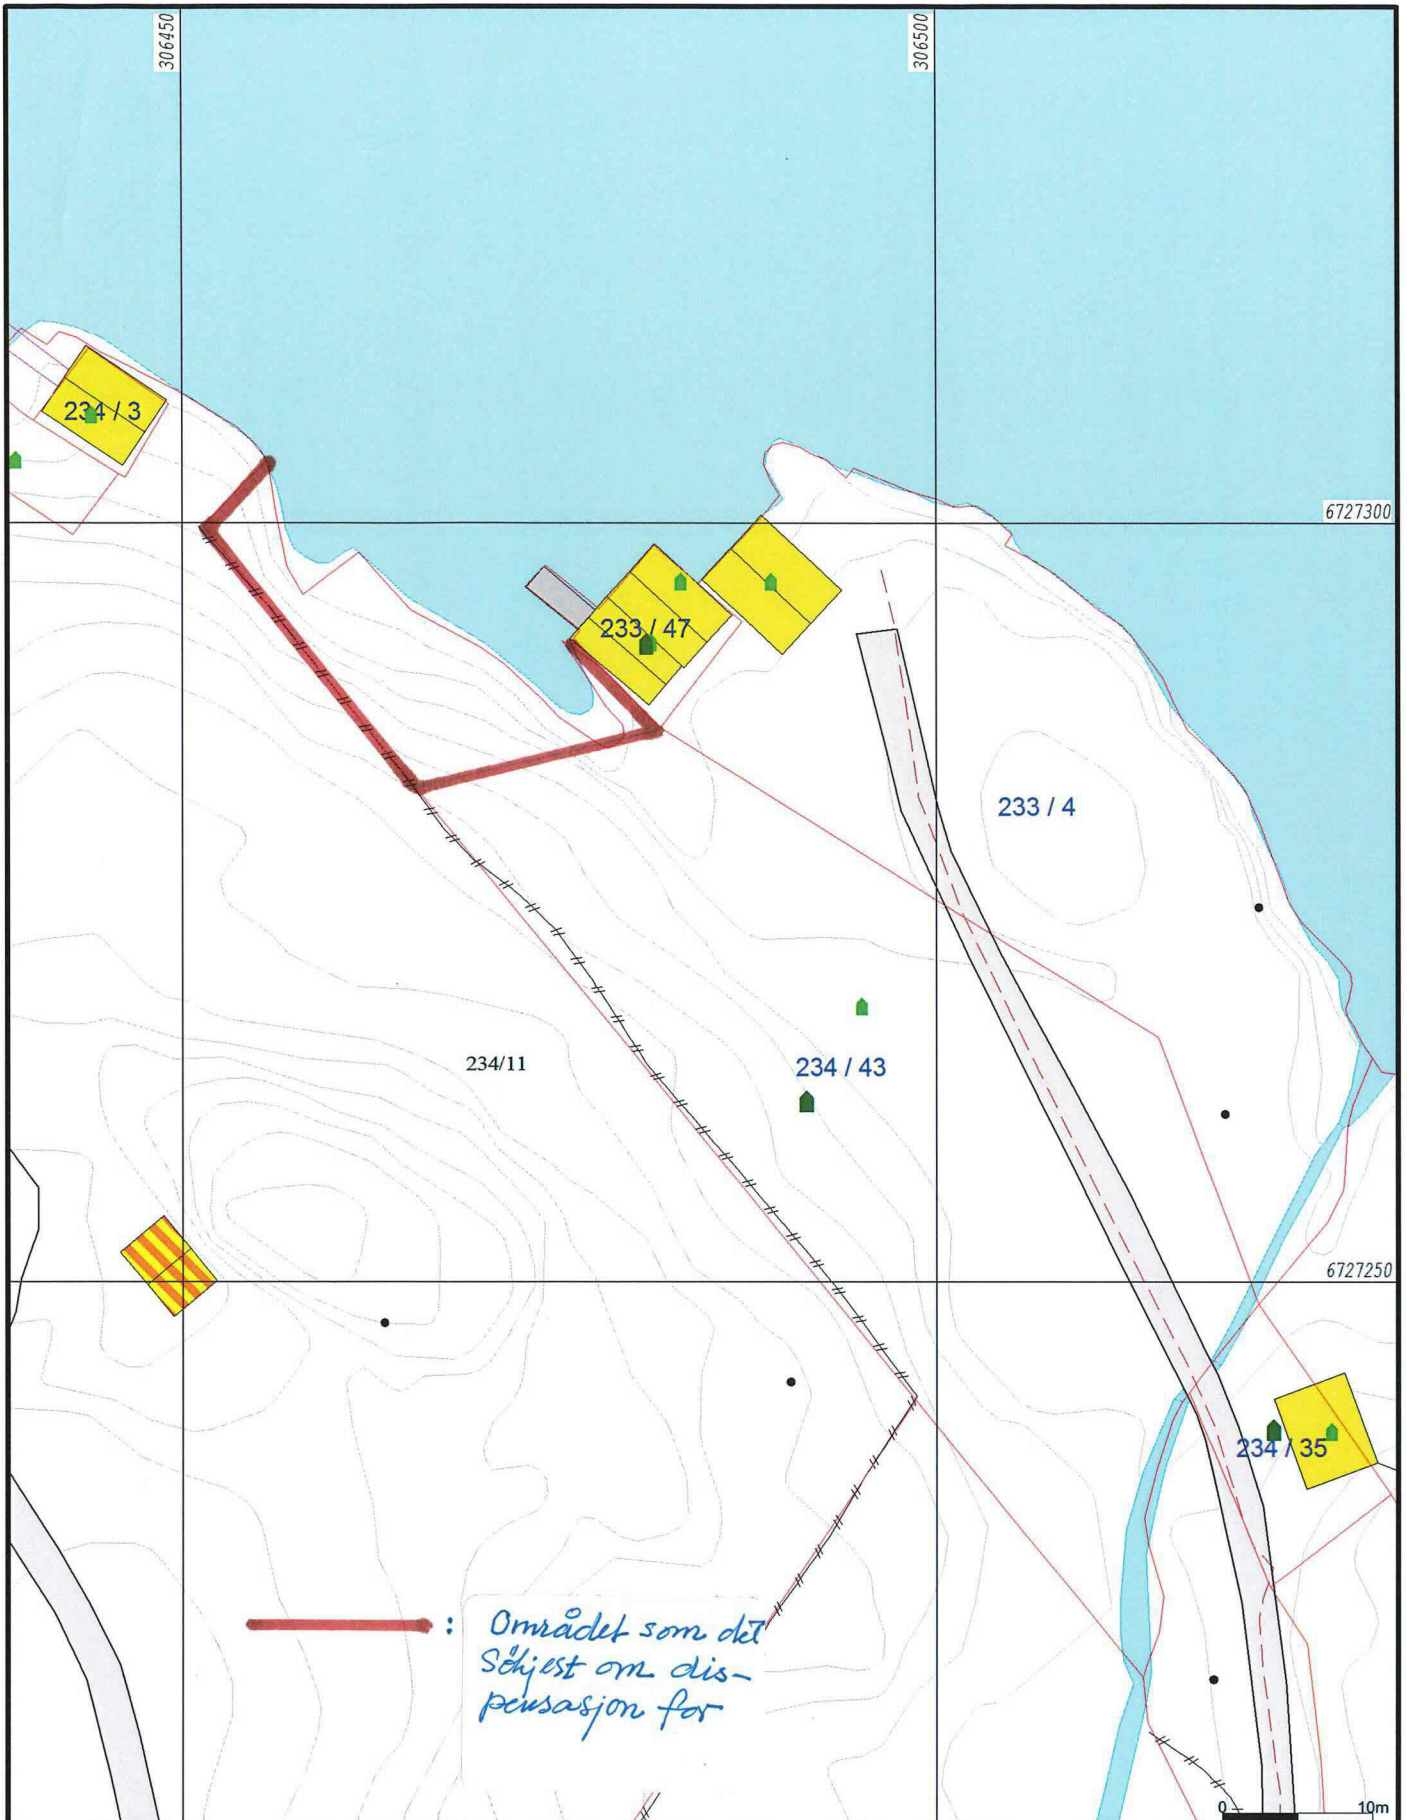 306450
306500
234 / 3
6727300
233 / 47
233 / 4
234/11
234 / 43
6727250
234 / 35
: Området som det
Søkjest om dis-
pensasjon for
0
10m